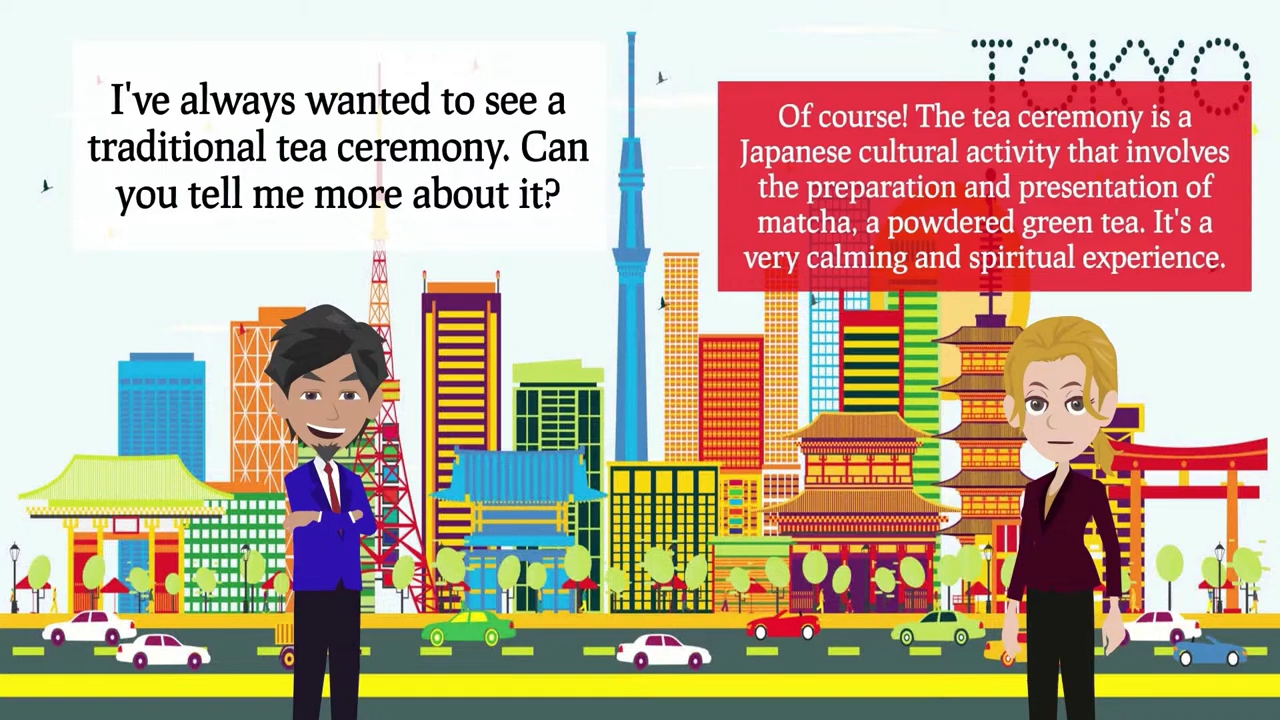 TOKYO
I've always wanted to see a
traditional tea ceremony. Can
you tell me more about it?
Of course! The tea ceremony is a
Japanese cultural activity that involves
the preparation and presentation of
matcha, a powdered green tea. It's a
very calming and spiritual experience.